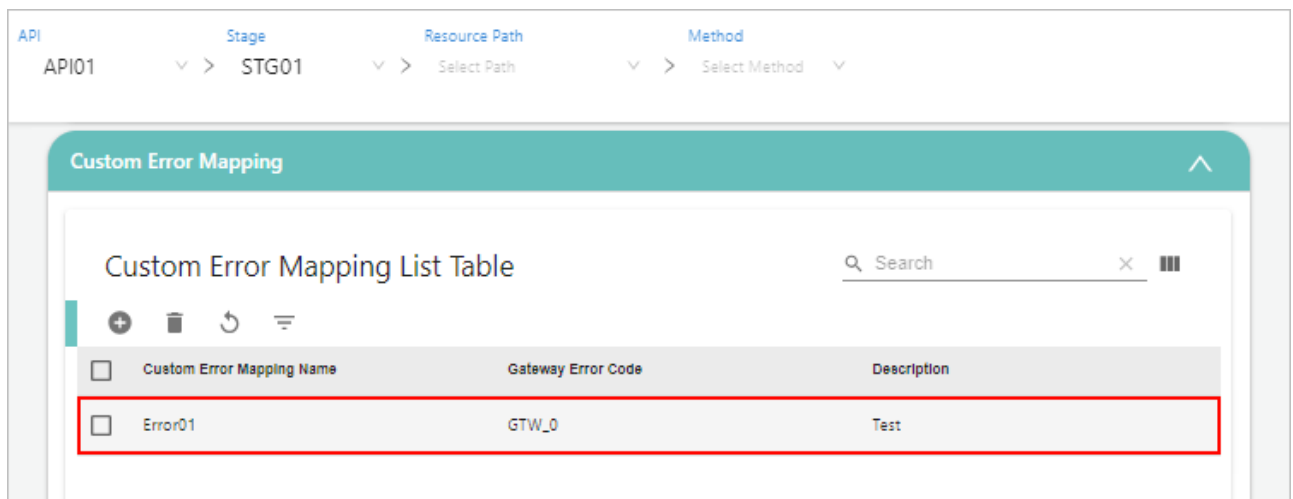 API Stage Resource Path Method
API01 > STG01 > Select Path > Select Method
Custom Error Mapping
Custom Error Mapping List Table Search
Custom Error Mapping Name Gateway Error Code Description
Error01 GTW_0 Test